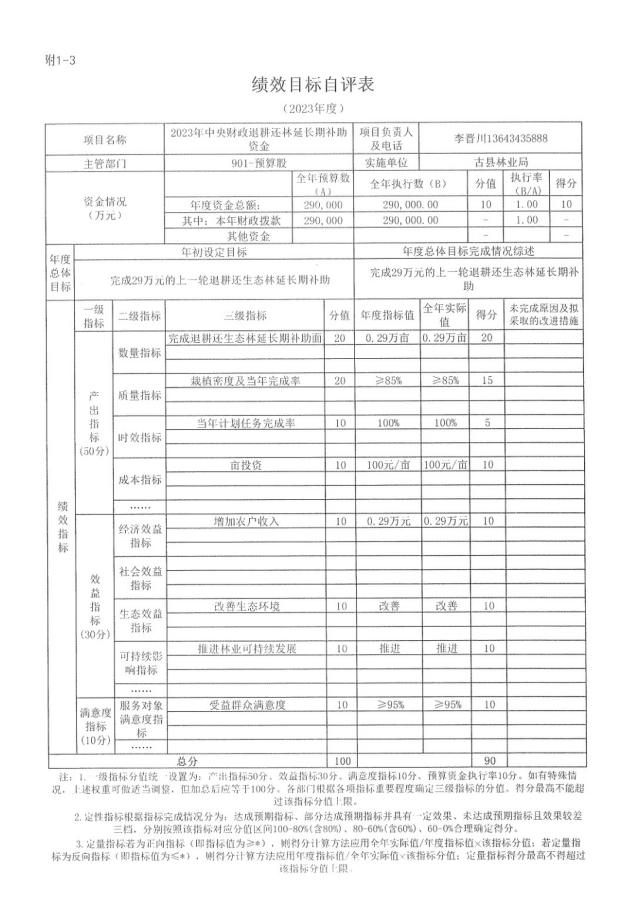 附1-3
绩效目标自评表
（2023年度）
项目名称 2023年中央财政退耕还林延长期补助资金 项目负责人及电话 李晋川13643435888
主管部门 901-预算股 实施单位 古县林业局
资金情况（万元） 全年预算数（A） 全年执行数（B） 分值 执行率（B/A） 得分
年度资金总额： 290,000 290,000.00 10 1.00 10
其中：本年财政拨款 290,000 290,000.00 - 1.00 -
其他资金 - -
年度总体目标 年初设定目标 年度总体目标完成情况综述
完成29万元的上一轮退耕还生态林延长期补助 完成29万元的上一轮退耕还生态林延长期补助
绩效指标 一级指标 二级指标 三级指标 分值 年度指标值 全年实际值 得分 未完成原因及拟采取的改进措施
产出指标（50分） 数量指标 完成退耕还生态林延长期补助面 20 0.29万亩 0.29万亩 20
质量指标 栽植密度及当年完成率 20 ≥85% ≥85% 15
时效指标 当年计划任务完成率 10 100% 100% 5
成本指标 亩投资 10 100元/亩 100元/亩 10
……
效益指标（30分） 经济效益指标 增加农户收入 10 0.29万元 0.29万元 10
社会效益指标
生态效益指标 改善生态环境 10 改善 改善 10
可持续影响指标 推进林业可持续发展 10 推进 推进 10
……
满意度指标（10分） 服务对象满意度指标 受益群众满意度 10 ≥95% ≥95% 10
……
总分 100 90
注：1.一级指标分值统一设置为：产出指标50分、效益指标30分、满意度指标10分、预算资金执行率10分。如有特殊情
况，上述权重可做适当调整，但加总后应等于100分。各部门根据各项指标重要程度确定三级指标的分值。得分最高不能超
过该指标分值上限。
2.定性指标根据指标完成情况分为：达成预期指标、部分达成预期指标并具有一定效果、未达成预期指标且效果较差
三档，分别按照该指标对应分值区间100-80%(含80%)、80-60%(含60%)、60-0%合理确定得分。
3.定量指标若为正向指标（即指标值为≥*），则得分计算方法应用全年实际值/年度指标值×该指标分值；若定量指
标为反向指标（即指标值为≤*），则得分计算方法应用年度指标值/全年实际值×该指标分值；定量指标得分最高不得超过
该指标分值上限。